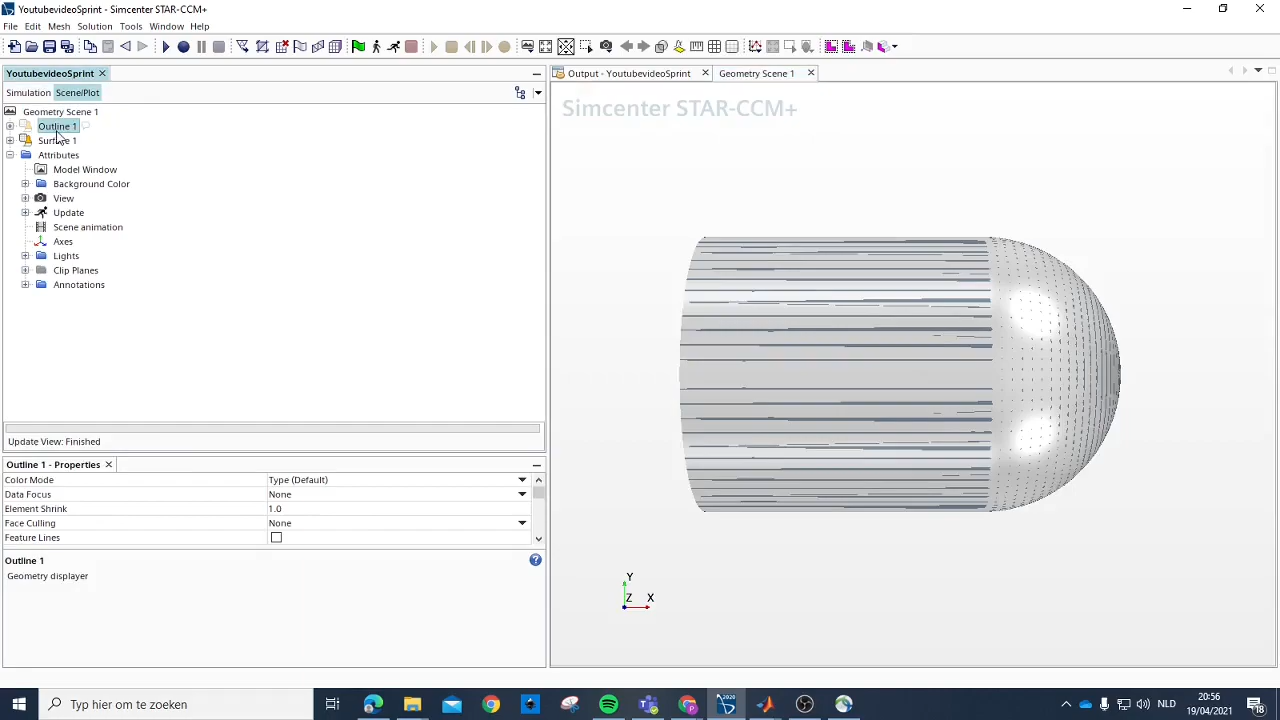 YoutubevideoSprint - Simcenter STAR-CCM+
File Edit Mesh Solution Tools Window Help
YoutubevideoSprint
Output - YoutubevideoSprint
Geometry Scene 1
Simulation Scene/Plot
Simcenter STAR-CCM+
Geometry Scene 1
Outline 1
Surface 1
Attributes
Model Window
Background Color
View
Update
Scene animation
Axes
Lights
Clip Planes
Annotations
Update View: Finished
Outline 1 - Properties
Color Mode Type (Default)
Data Focus None
Element Shrink 1.0
Face Culling None
Feature Lines
Outline 1
Geometry displayer
Y
Z X
Typ hier om te zoeken
2020
NLD
20:56
19/04/2021
18